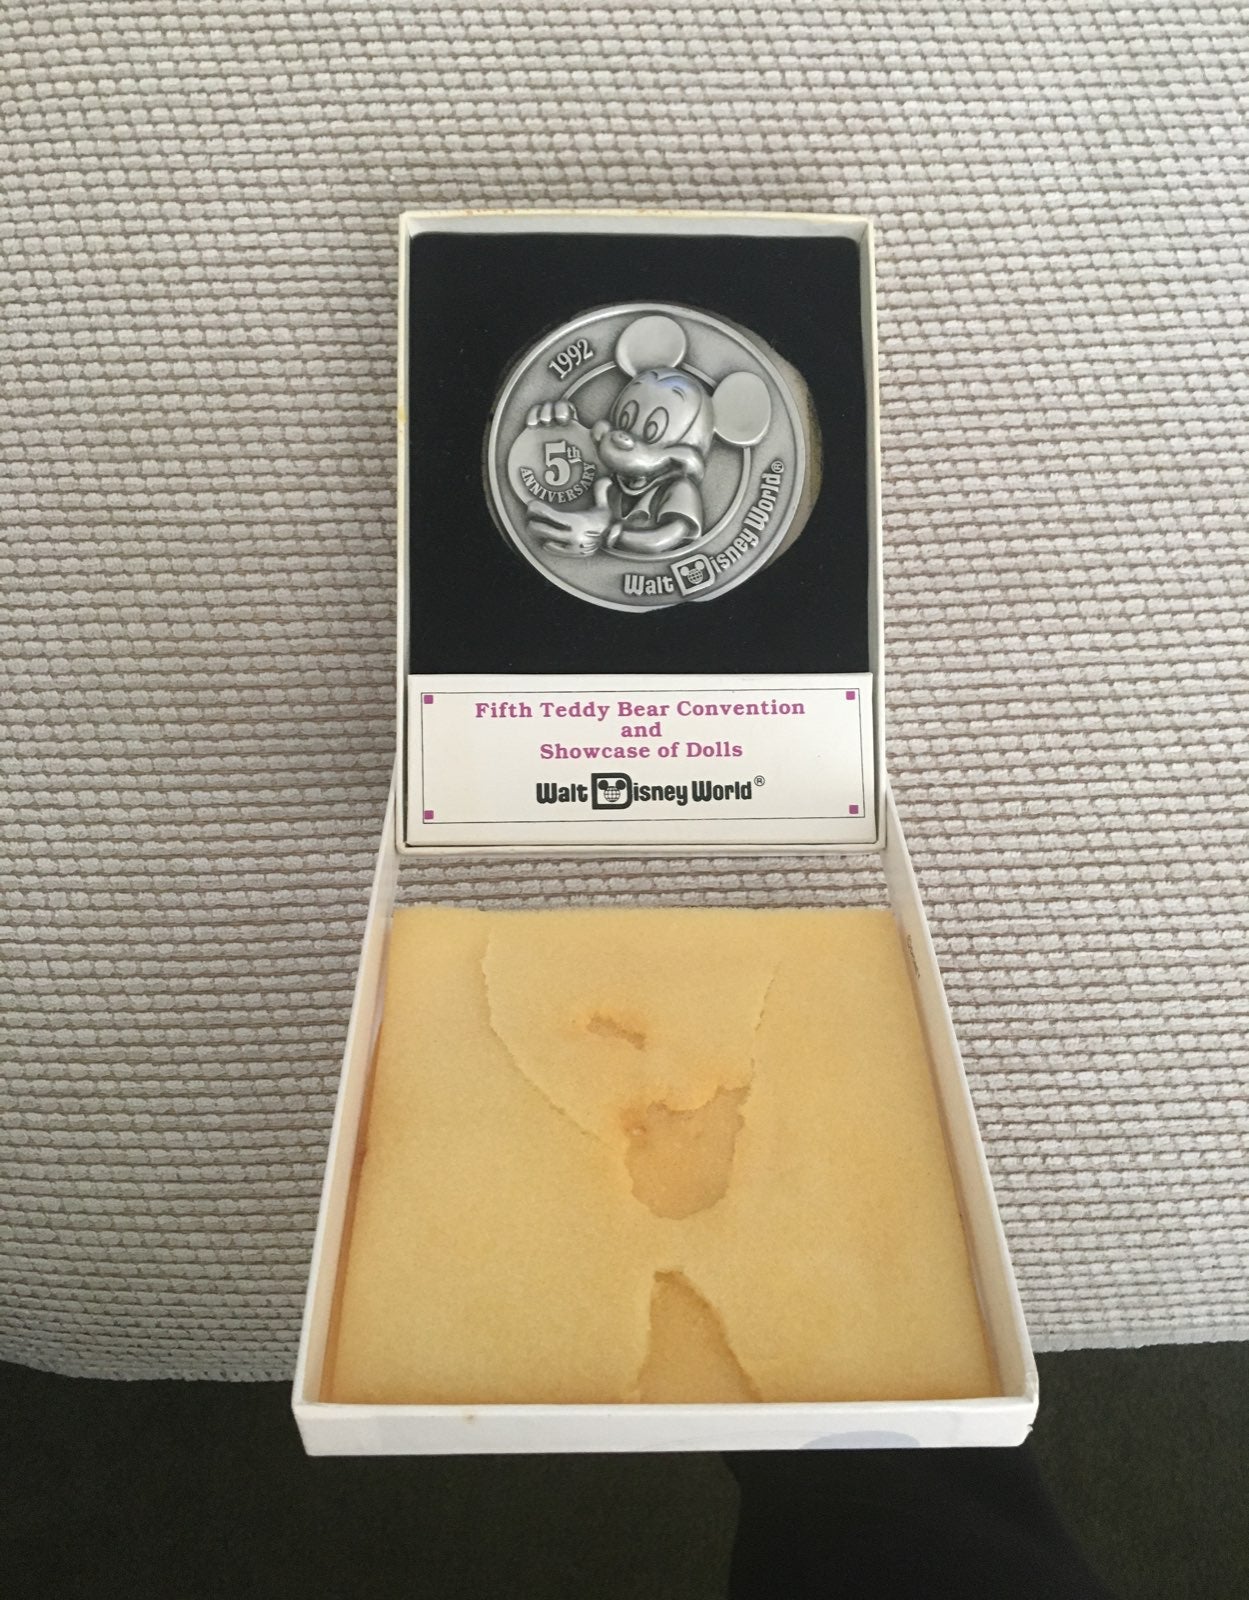 1992
5th
ANNIVERSARY
Walt Disney World®
Fifth Teddy Bear Convention
and
Showcase of Dolls
Walt Disney World®